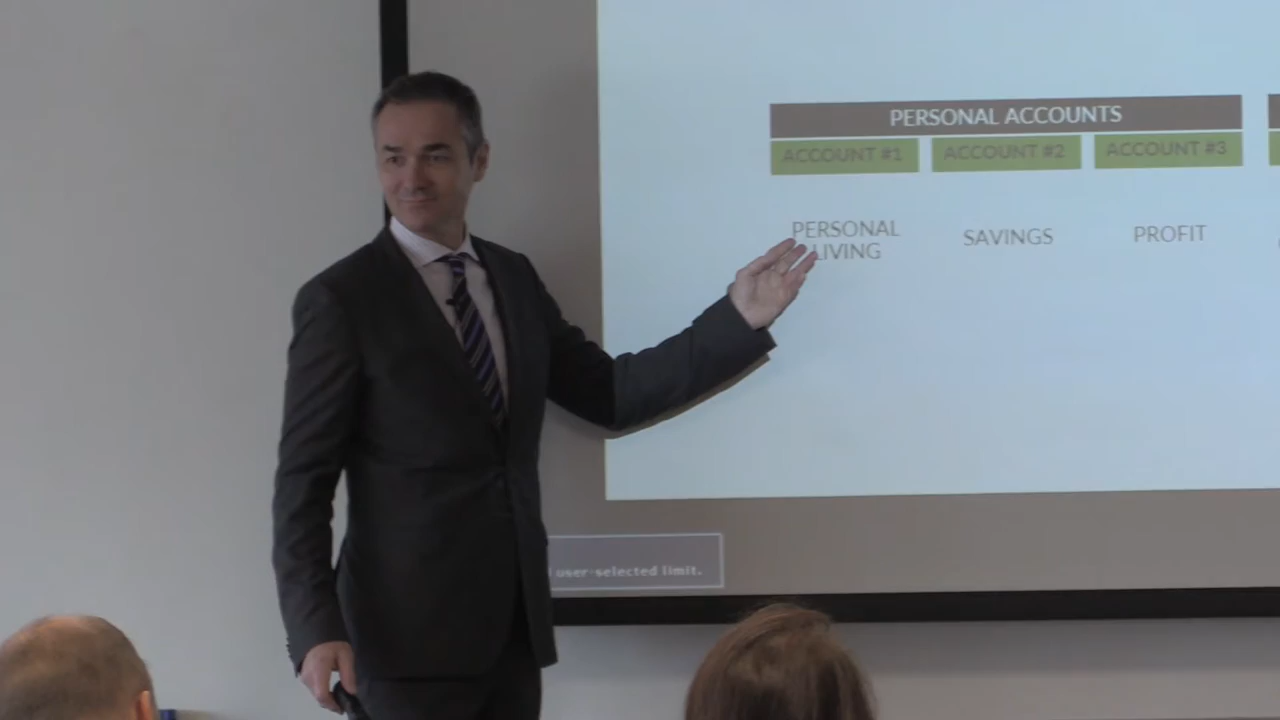 PERSONAL ACCOUNTS
ACCOUNT #1 ACCOUNT #2 ACCOUNT #3
PERSONAL LIVING
SAVINGS
PROFIT
user-selected limit.